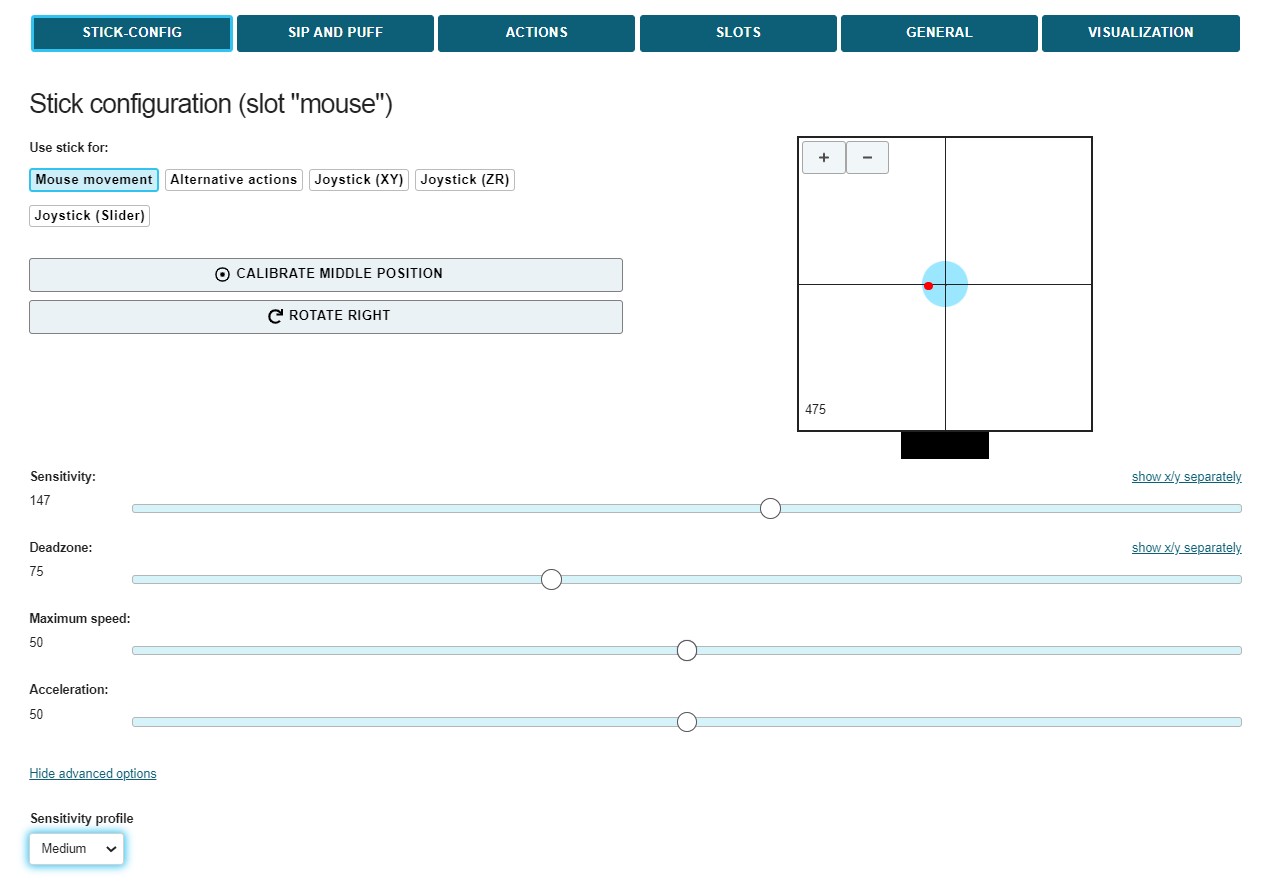 STICK-CONFIG SIP AND PUFF ACTIONS SLOTS GENERAL VISUALIZATION
Stick configuration (slot "mouse")
Use stick for:
Mouse movement Alternative actions Joystick (XY) Joystick (ZR)
Joystick (Slider)
CALIBRATE MIDDLE POSITION
ROTATE RIGHT
+ −
475
Sensitivity: show x/y separately
147
Deadzone: show x/y separately
75
Maximum speed:
50
Acceleration:
50
Hide advanced options
Sensitivity profile
Medium